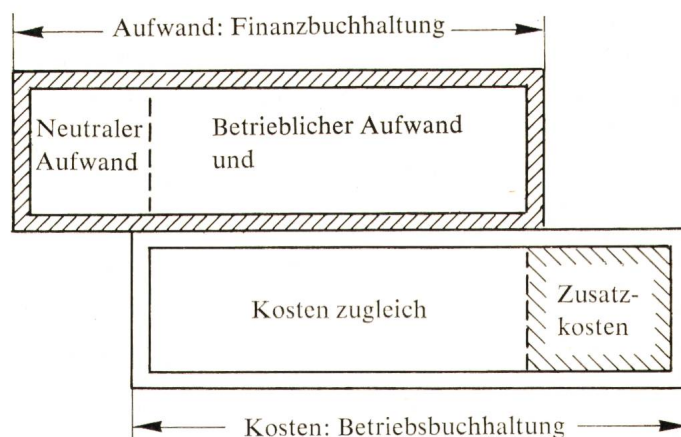 Aufwand: Finanzbuchhaltung
Neutraler
Aufwand
Betrieblicher Aufwand
und
Kosten zugleich
Zusatz-
kosten
Kosten: Betriebsbuchhaltung